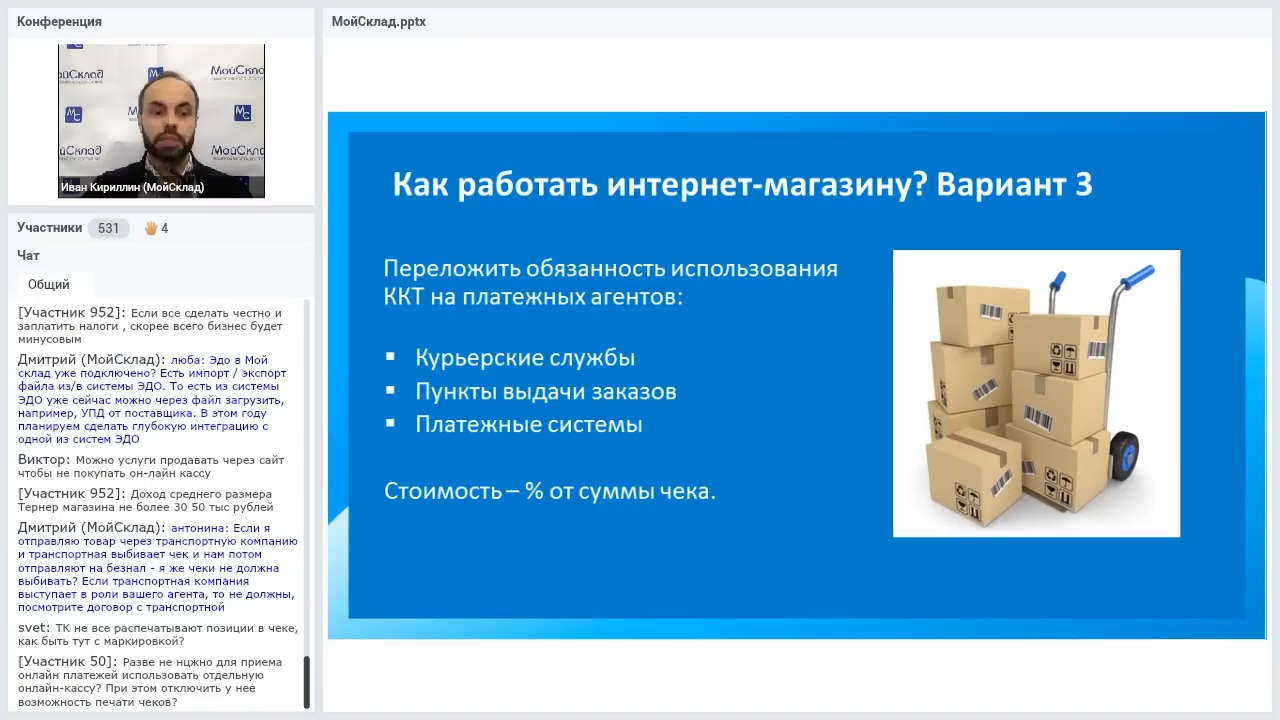 Конференция
МойСклад
МС
МойСклад
МС
МС
МойСклад
МойСклад
Иван Кириллин (МойСклад)
Участники 531 4
Чат
Общий
[Участник 952]: Если все сделать честно и
заплатить налоги , скорее всего бизнес будет
минусовым
Дмитрий (МойСклад): люба: Эдо в Мой
склад уже подключено? Есть импорт / экспорт
файла из/в системы ЭДО. То есть из системы
ЭДО уже сейчас можно через файл загрузить,
например, УПД от поставщика. В этом году
планируем сделать глубокую интеграцию с
одной из систем ЭДО
Виктор: Можно услуги продавать через сайт
чтобы не покупать он-лайн кассу
[Участник 952]: Доход среднего размера
Тернер магазина не более 30 50 тыс рублей
Дмитрий (МойСклад): антонина: Если я
отправляю товар через транспортную компанию
и транспортная выбивает чек и нам потом
отправляют на безнал - я же чеки не должна
выбивать? Если транспортная компания
выступает в роли вашего агента, то не должны,
посмотрите договор с транспортной
svet: ТК не все распечатывают позиции в чеке,
как быть тут с маркировкой?
[Участник 50]: Разве не нцжно для приема
онлайн платежей использовать отдельную
онлайн-кассу? При этом отключить у нее
возможность печати чеков?
МойСклад.pptx
Как работать интернет-магазину? Вариант 3
Переложить обязанность использования
ККТ на платежных агентов:
Курьерские службы
Пункты выдачи заказов
Платежные системы
Стоимость – % от суммы чека.